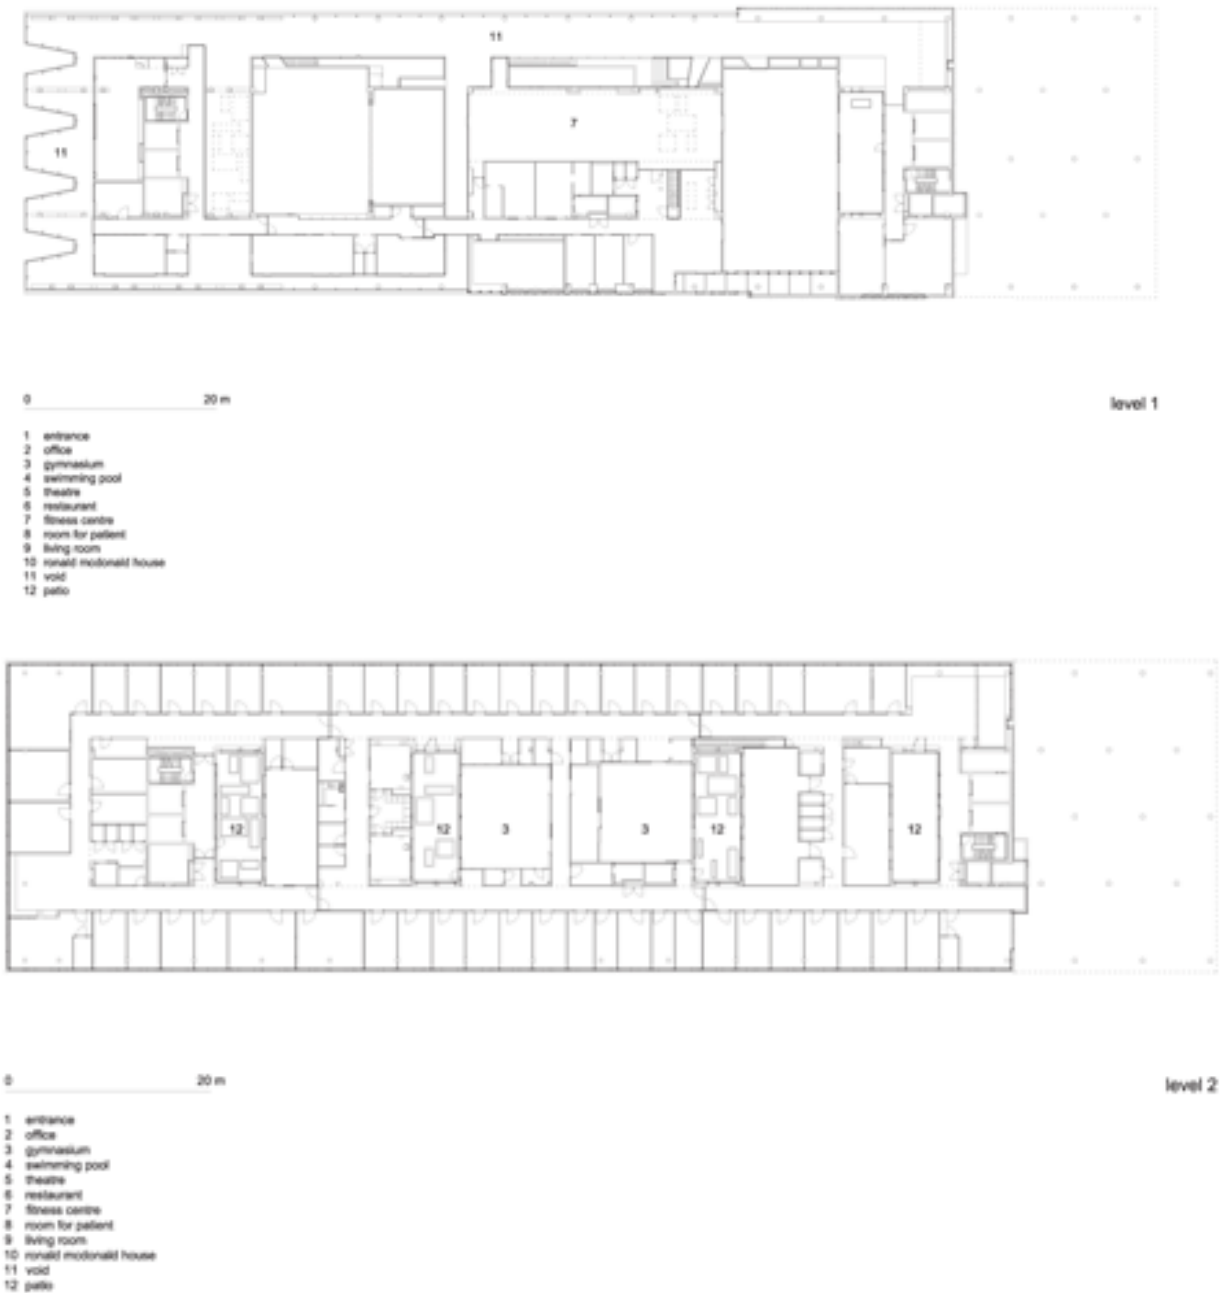 11
7
11
0 20 m
level 1
1 entrance
2 office
3 gymnasium
4 swimming pool
5 theatre
6 restaurant
7 fitness centre
8 room for patient
9 living room
10 ronald mcdonald house
11 void
12 patio
12 12 3 3 12 12
0 20 m
level 2
1 entrance
2 office
3 gymnasium
4 swimming pool
5 theatre
6 restaurant
7 fitness centre
8 room for patient
9 living room
10 ronald mcdonald house
11 void
12 patio